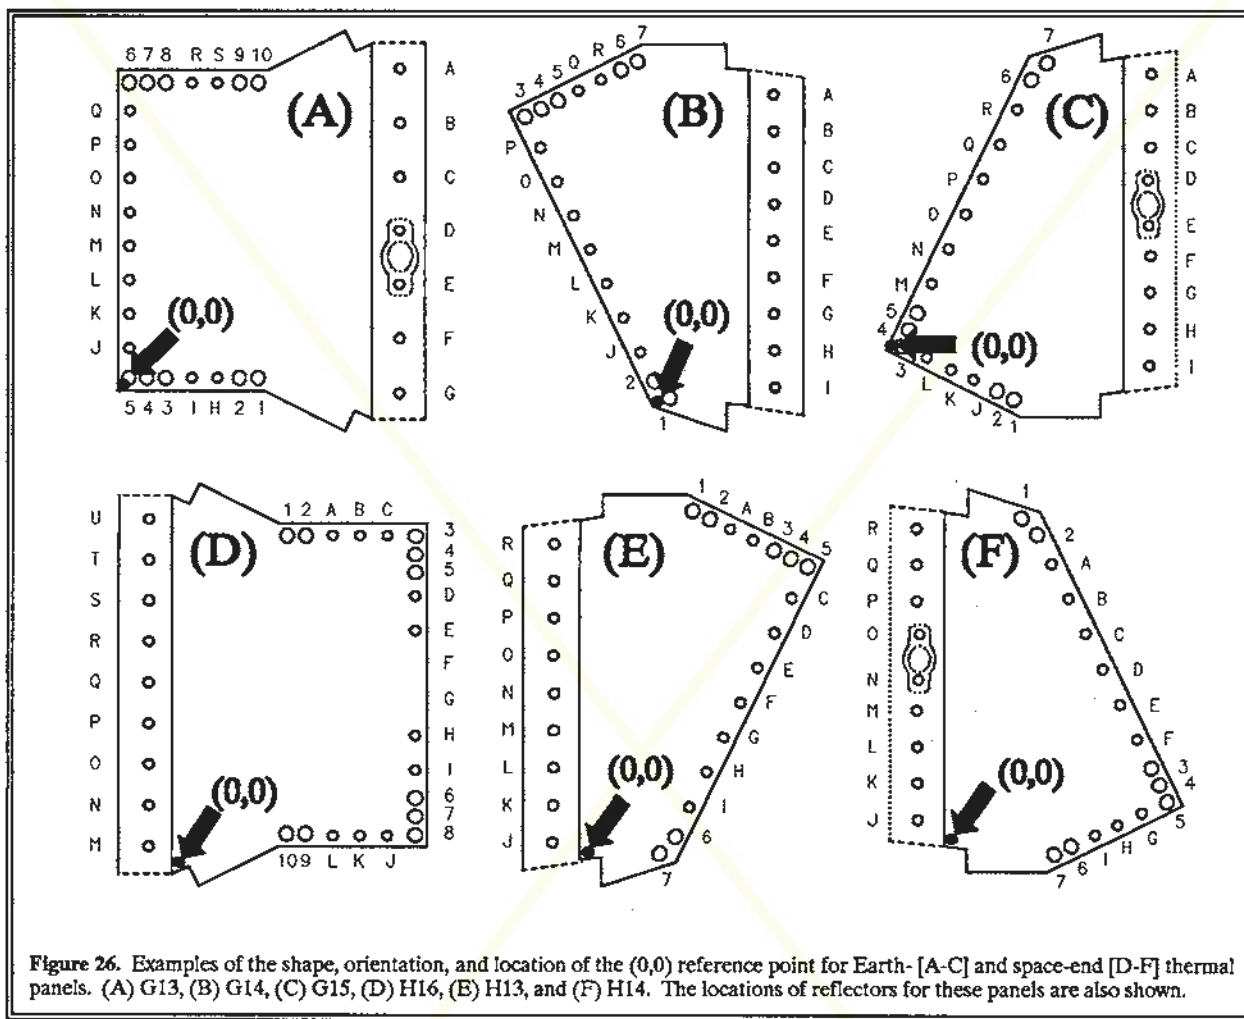 6 7 8 R S 9 10
Q
P
O
N
M
L
K
J
5 4 3 I H 2 1
(A)
(0,0)
A
B
C
D
E
F
G
3 4 5 Q R 6 7
P
O
N
M
L
K
J
2
1
(B)
(0,0)
A
B
C
D
E
F
G
H
I
7
6
R
Q
P
O
N
M
5
4
3 L K J 2 1
(C)
(0,0)
A
B
C
D
E
F
G
H
I
U
T
S
R
Q
P
O
N
M
(D)
(0,0)
1 2 A B C
3
4
5
D
E
F
G
H
I
6
7
8
10 9 L K J
R
Q
P
O
N
M
L
K
J
(E)
(0,0)
1 2 A B 3 4 5
C
D
E
F
G
H
I
6
7
R
Q
P
O
N
M
L
K
J
(F)
(0,0)
1
2
A
B
C
D
E
F
3
4
5
7 6 I H G
Figure 26. Examples of the shape, orientation, and location of the (0,0) reference point for Earth- [A-C] and space-end [D-F] thermal
panels. (A) G13, (B) G14, (C) G15, (D) H16, (E) H13, and (F) H14. The locations of reflectors for these panels are also shown.